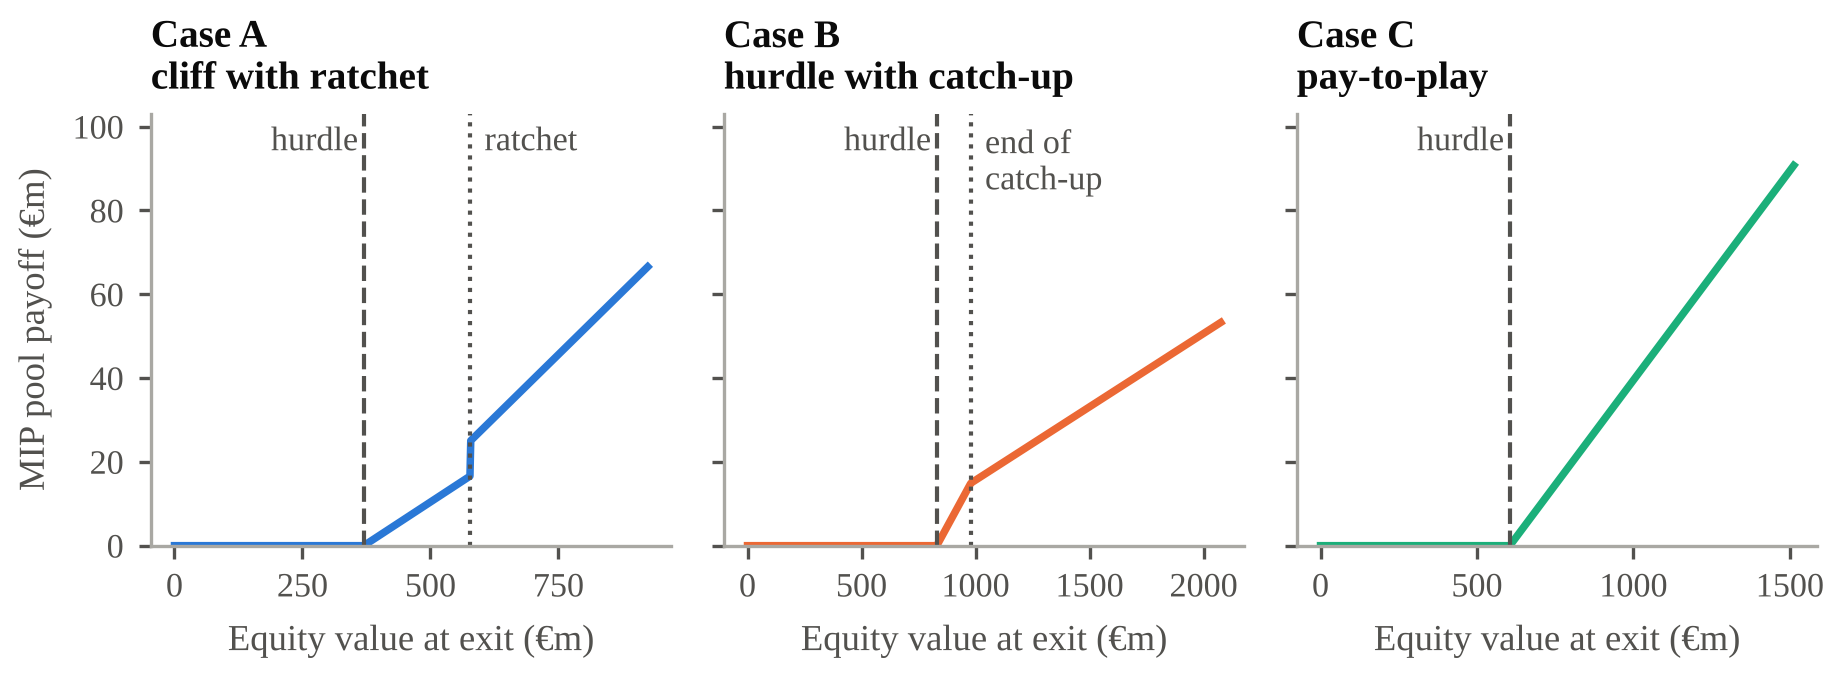 Case A
cliff with ratchet
Case B
hurdle with catch-up
Case C
pay-to-play
MIP pool payoff (€m)
100
80
60
40
20
0
hurdle
ratchet
0
250
500
750
Equity value at exit (€m)
hurdle
end of
catch-up
0
500
1000
1500
2000
Equity value at exit (€m)
hurdle
0
500
1000
1500
Equity value at exit (€m)